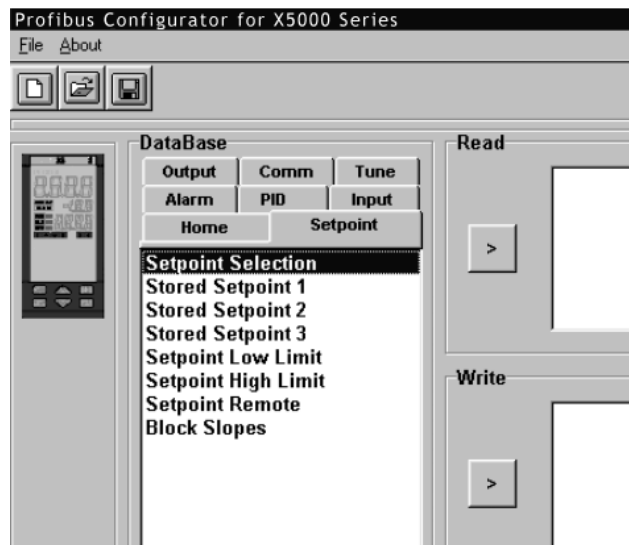 Profibus Configurator for X5000 Series
File About
DataBase
Output Comm Tune
Alarm PID Input
Home Setpoint
Setpoint Selection
Stored Setpoint 1
Stored Setpoint 2
Stored Setpoint 3
Setpoint Low Limit
Setpoint High Limit
Setpoint Remote
Block Slopes
Read
>
Write
>